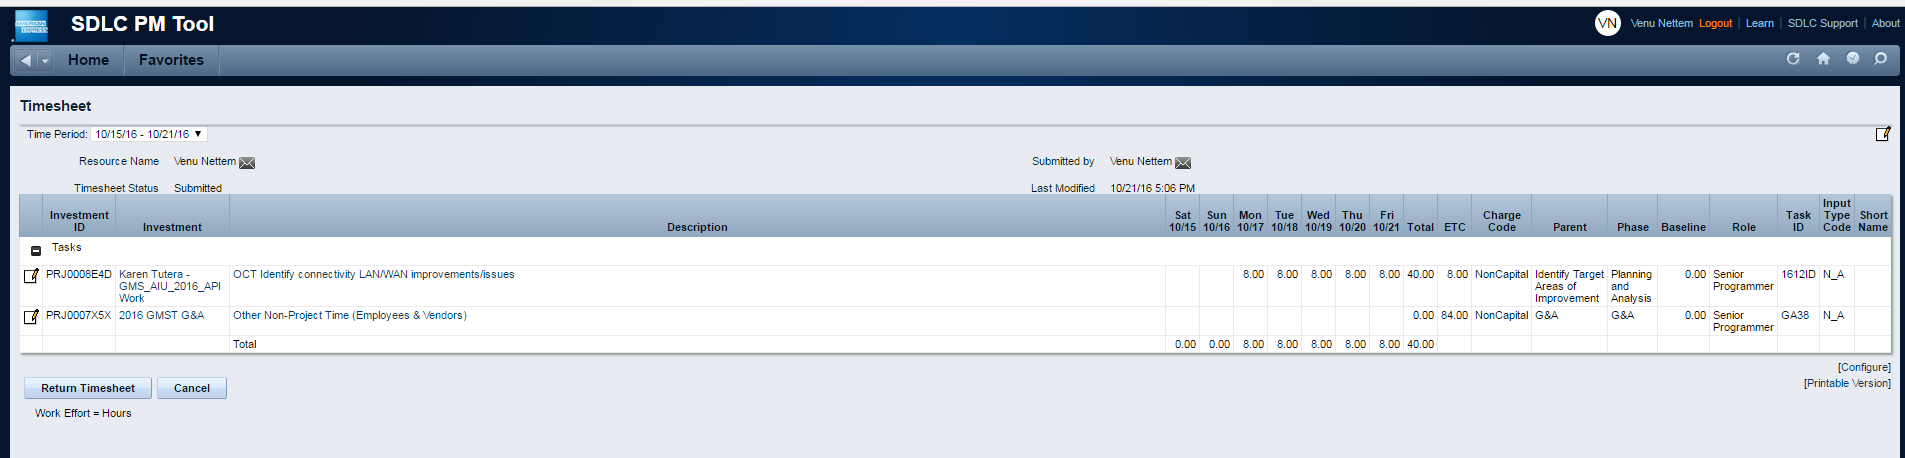 AMERICAN EXPRESS
SDLC PM Tool
VN Venu Nettem Logout | Learn | SDLC Support | About
Home Favorites
Timesheet
Time Period: 10/15/16 - 10/21/16
Resource Name Venu Nettem Submitted by Venu Nettem
Timesheet Status Submitted Last Modified 10/21/16 5:06 PM
Investment ID Investment Description Sat 10/15 Sun 10/16 Mon 10/17 Tue 10/18 Wed 10/19 Thu 10/20 Fri 10/21 Total ETC Charge Code Parent Phase Baseline Role Task ID Input Type Code Short Name
Tasks
PRJ0008E4D Karen Tutera - GMS_AIU_2016_API Work OCT Identify connectivity LAN/WAN improvements/issues 8.00 8.00 8.00 8.00 8.00 40.00 8.00 NonCapital Identify Target Areas of Improvement Planning and Analysis 0.00 Senior Programmer 1612ID N_A
PRJ0007X5X 2016 GMST G&A Other Non-Project Time (Employees & Vendors) 0.00 84.00 NonCapital G&A G&A 0.00 Senior Programmer GA38 N_A
Total 0.00 0.00 8.00 8.00 8.00 8.00 8.00 40.00
[Configure]
[Printable Version]
Return Timesheet Cancel
Work Effort = Hours